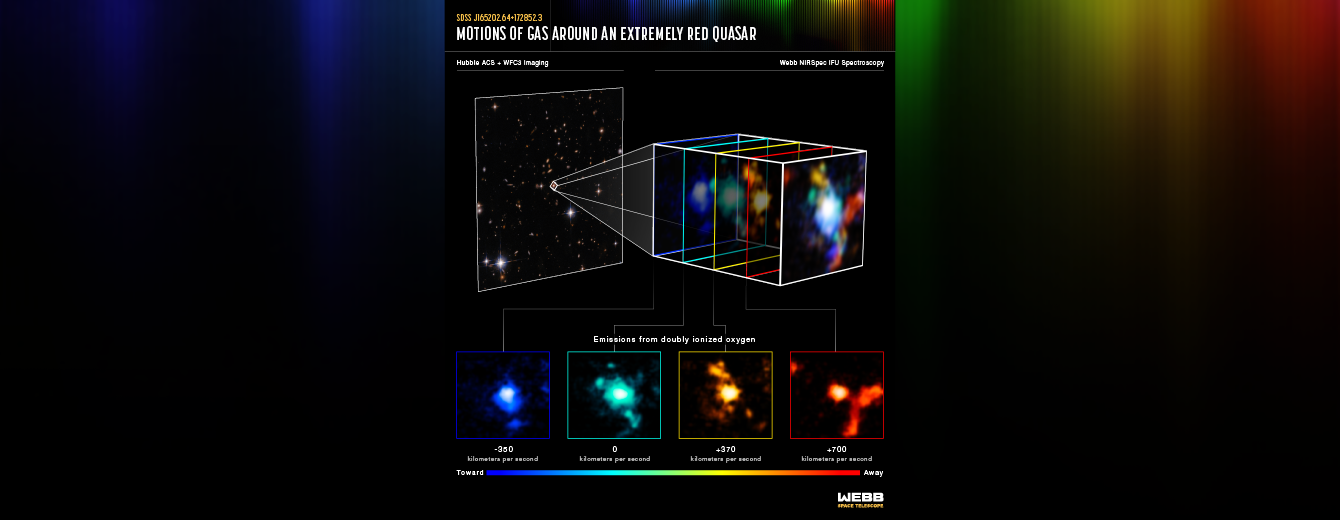 SDSS J165202.64+172852.3
MOTIONS OF GAS AROUND AN EXTREMELY RED QUASAR
Hubble ACS + WFC3 Imaging
Webb NIRSpec IFU Spectroscopy
Emissions from doubly ionized oxygen
-350
kilometers per second
0
kilometers per second
+370
kilometers per second
+700
kilometers per second
Toward
Away
WEBB
SPACE TELESCOPE